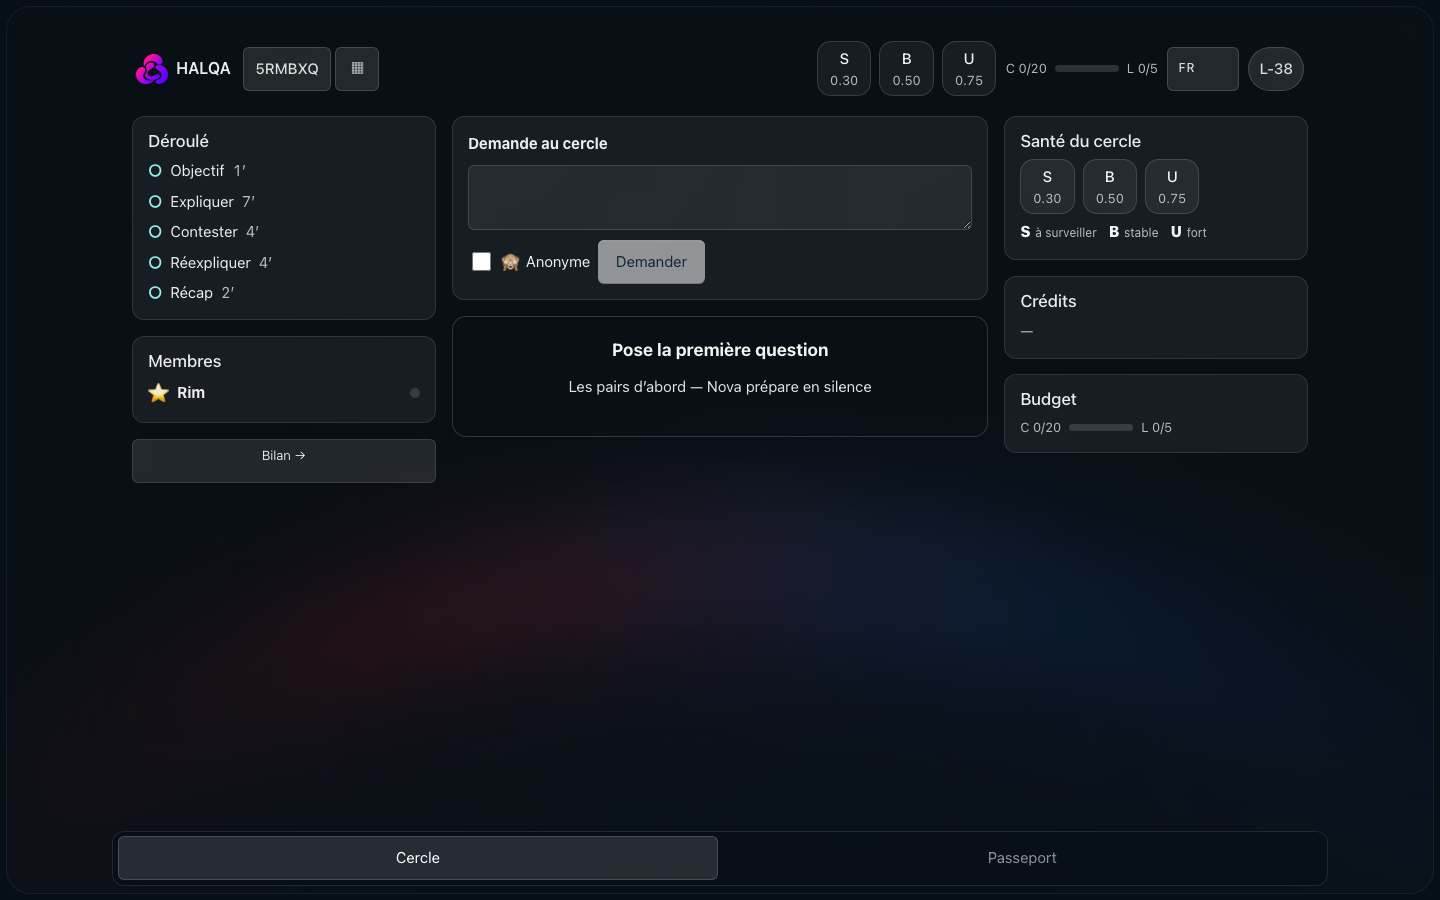 HALQA
5RMBXQ
S
0.30
B
0.50
U
0.75
C 0/20
L 0/5
FR
L-38
Déroulé
Objectif 1′
Expliquer 7′
Contester 4′
Réexpliquer 4′
Récap 2′
Membres
Rim
Bilan →
Demande au cercle
Anonyme
Demander
Pose la première question
Les pairs d’abord — Nova prépare en silence
Santé du cercle
S
0.30
B
0.50
U
0.75
S à surveiller B stable U fort
Crédits
—
Budget
C 0/20 L 0/5
Cercle
Passeport